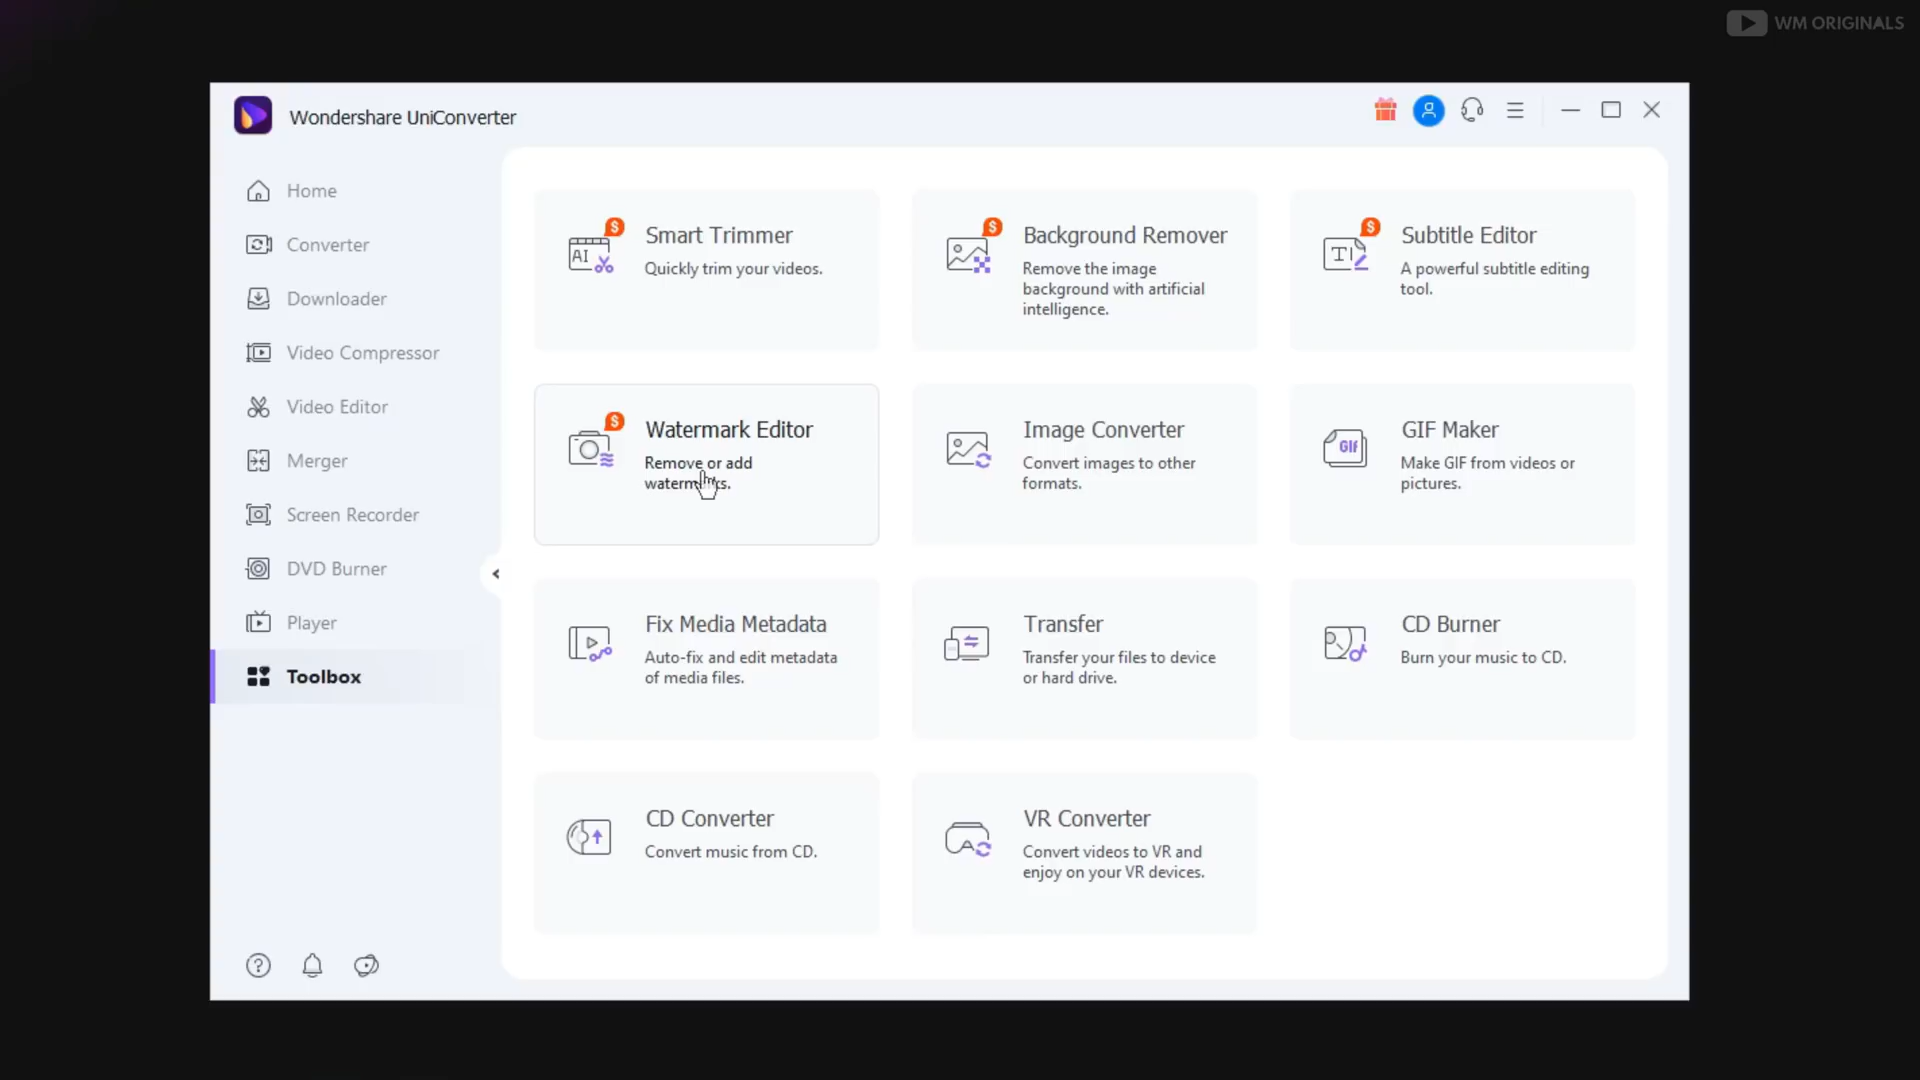 WM ORIGINALS
Wondershare UniConverter
Home
Converter
Downloader
Video Compressor
Video Editor
Merger
Screen Recorder
DVD Burner
Player
Toolbox
$
AI
Smart Trimmer
Quickly trim your videos.
$
Background Remover
Remove the image
background with artificial
intelligence.
$
T
Subtitle Editor
A powerful subtitle editing
tool.
$
Watermark Editor
Remove or add
watermarks.
Image Converter
Convert images to other
formats.
GIF
GIF Maker
Make GIF from videos or
pictures.
Fix Media Metadata
Auto-fix and edit metadata
of media files.
Transfer
Transfer your files to device
or hard drive.
CD Burner
Burn your music to CD.
CD Converter
Convert music from CD.
VR Converter
Convert videos to VR and
enjoy on your VR devices.